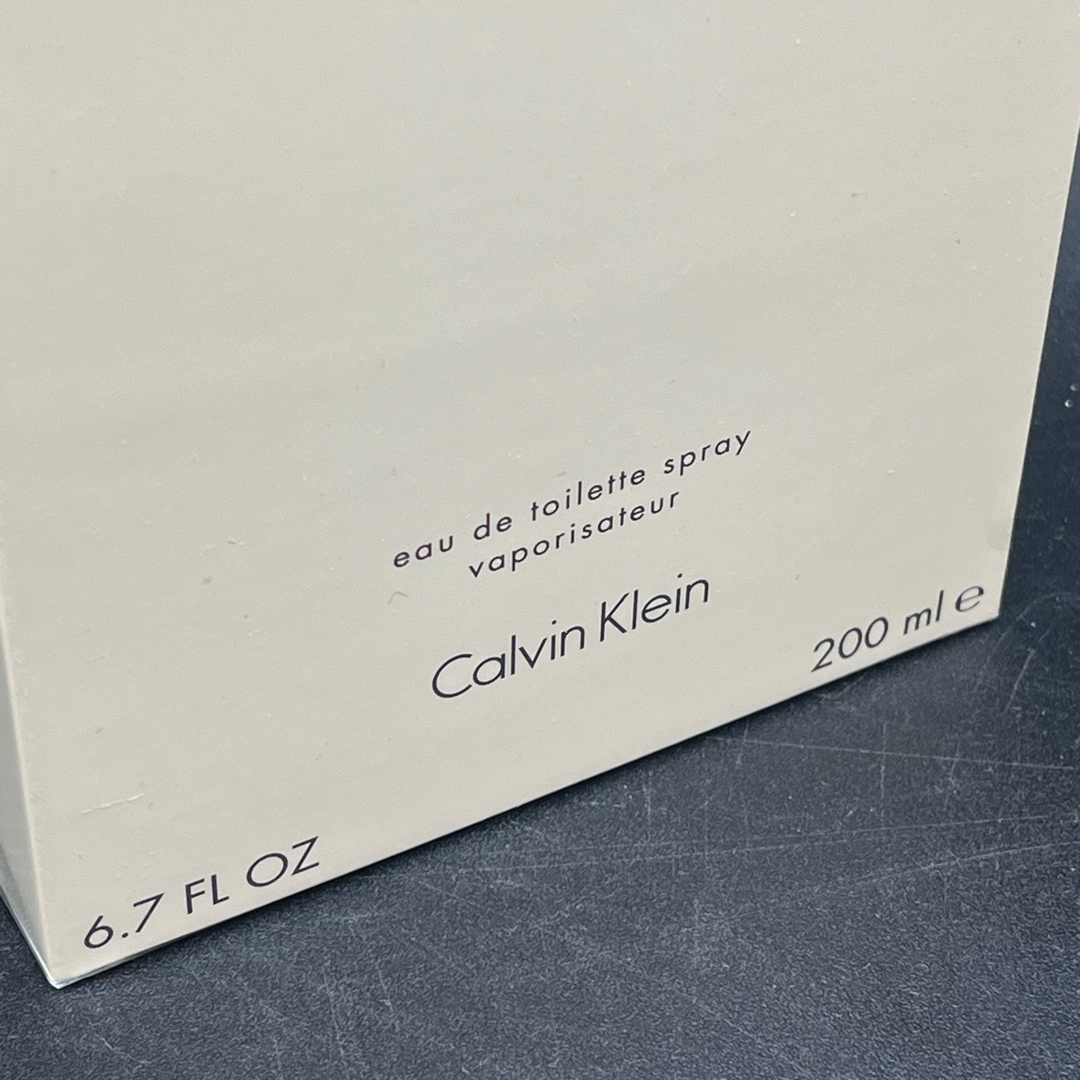 eau de toilette spray
vaporisateur
Calvin Klein
6.7 FL OZ
200 ml ℮